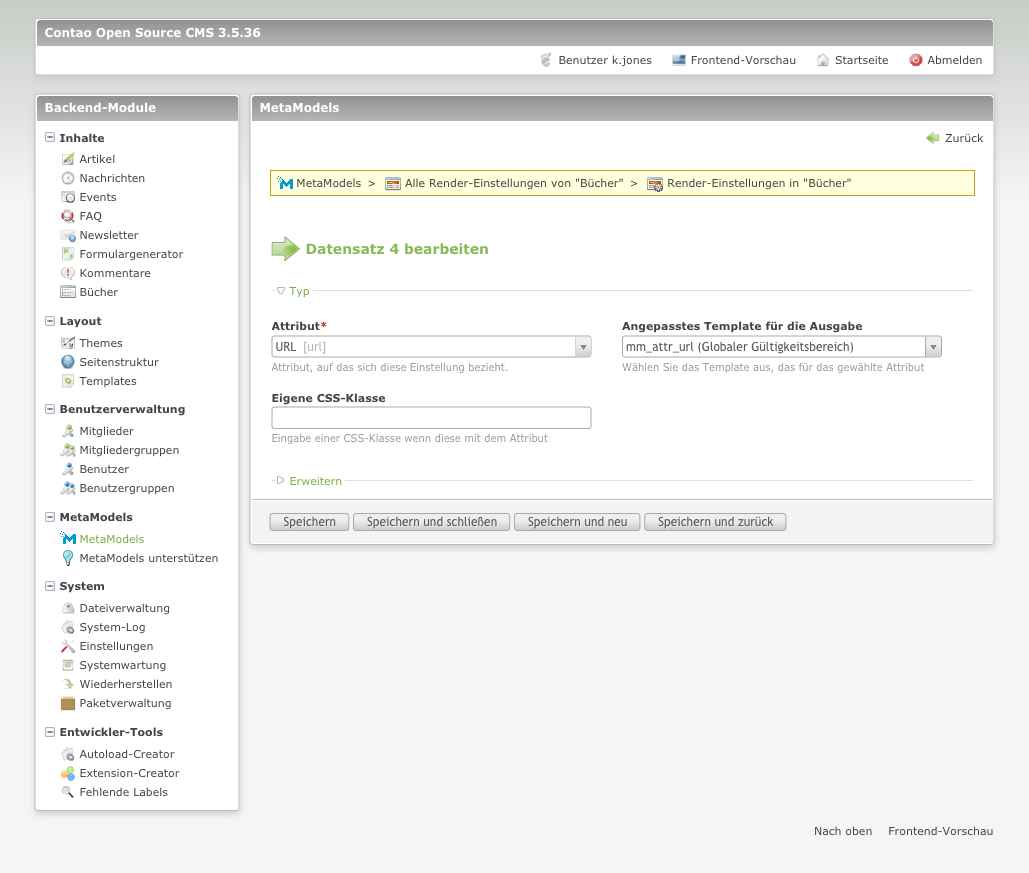 Contao Open Source CMS 3.5.36
Benutzer k.jones Frontend-Vorschau Startseite Abmelden
Backend-Module
Inhalte
Artikel
Nachrichten
Events
FAQ
Newsletter
Formulargenerator
Kommentare
Bücher
Layout
Themes
Seitenstruktur
Templates
Benutzerverwaltung
Mitglieder
Mitgliedergruppen
Benutzer
Benutzergruppen
MetaModels
MetaModels
MetaModels unterstützen
System
Dateiverwaltung
System-Log
Einstellungen
Systemwartung
Wiederherstellen
Paketverwaltung
Entwickler-Tools
Autoload-Creator
Extension-Creator
Fehlende Labels
MetaModels
Zurück
MetaModels > Alle Render-Einstellungen von "Bücher" > Render-Einstellungen in "Bücher"
Datensatz 4 bearbeiten
Typ
Attribut*
URL [url]
Attribut, auf das sich diese Einstellung bezieht.
Angepasstes Template für die Ausgabe
mm_attr_url (Globaler Gültigkeitsbereich)
Wählen Sie das Template aus, das für das gewählte Attribut
Eigene CSS-Klasse
Eingabe einer CSS-Klasse wenn diese mit dem Attribut
Erweitern
Speichern Speichern und schließen Speichern und neu Speichern und zurück
Nach oben Frontend-Vorschau